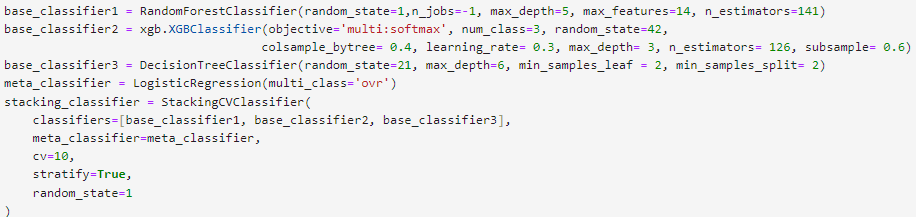 base_classifier1 = RandomForestClassifier(random_state=1,n_jobs=-1, max_depth=5, max_features=14, n_estimators=141)
base_classifier2 = xgb.XGBClassifier(objective='multi:softmax', num_class=3, random_state=42,
                                     colsample_bytree= 0.4, learning_rate= 0.3, max_depth= 3, n_estimators= 126, subsample= 0.6)
base_classifier3 = DecisionTreeClassifier(random_state=21, max_depth=6, min_samples_leaf = 2, min_samples_split= 2)
meta_classifier = LogisticRegression(multi_class='ovr')
stacking_classifier = StackingCVClassifier(
    classifiers=[base_classifier1, base_classifier2, base_classifier3],
    meta_classifier=meta_classifier,
    cv=10,
    stratify=True,
    random_state=1
)